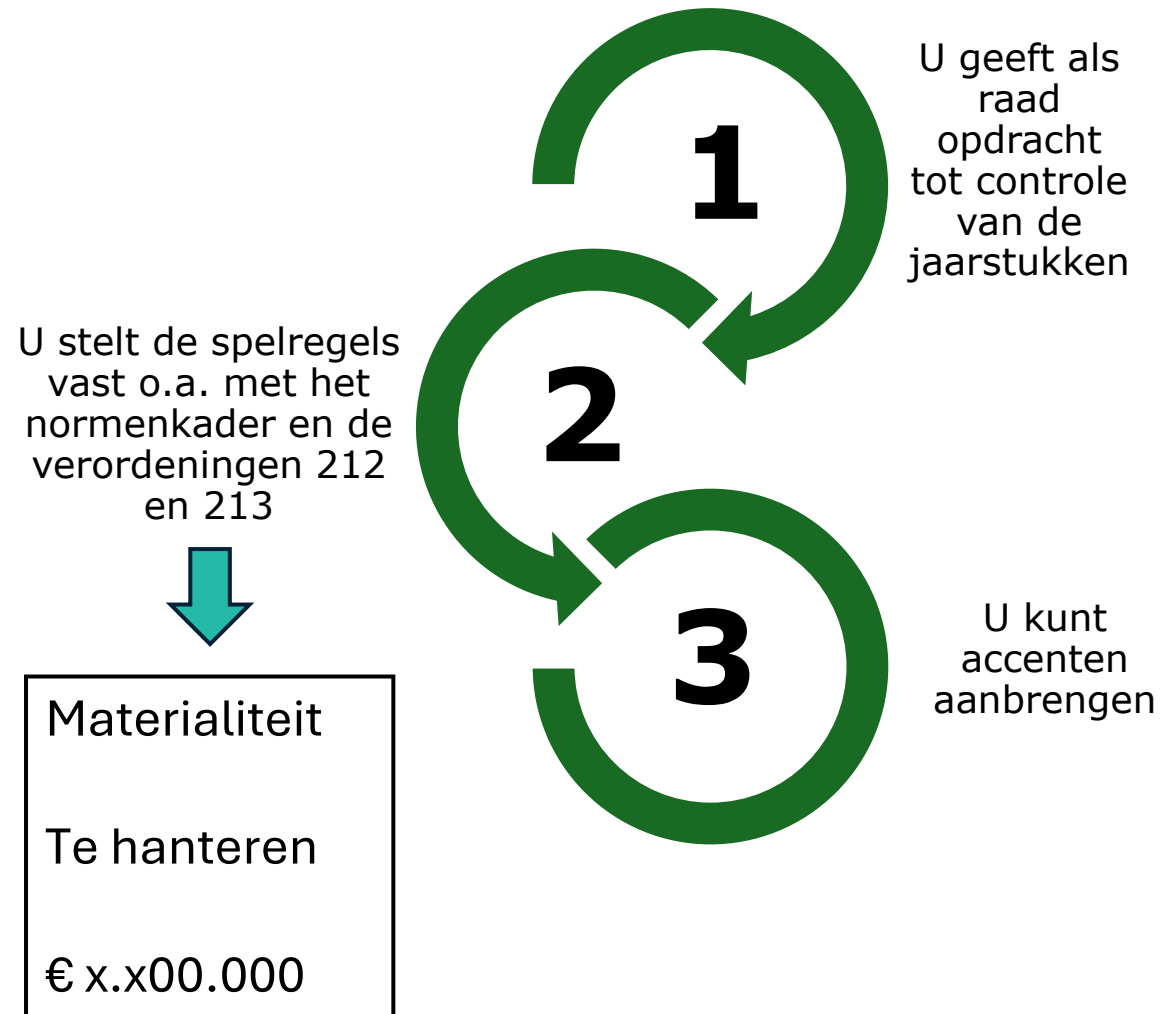 1
U geeft als
raad
opdracht
tot controle
van de
jaarstukken
2
U stelt de spelregels
vast o.a. met het
normenkader en de
verordeningen 212
en 213
Materialiteit
Te hanteren
€ x.x00.000
3
U kunt
accenten
aanbrengen